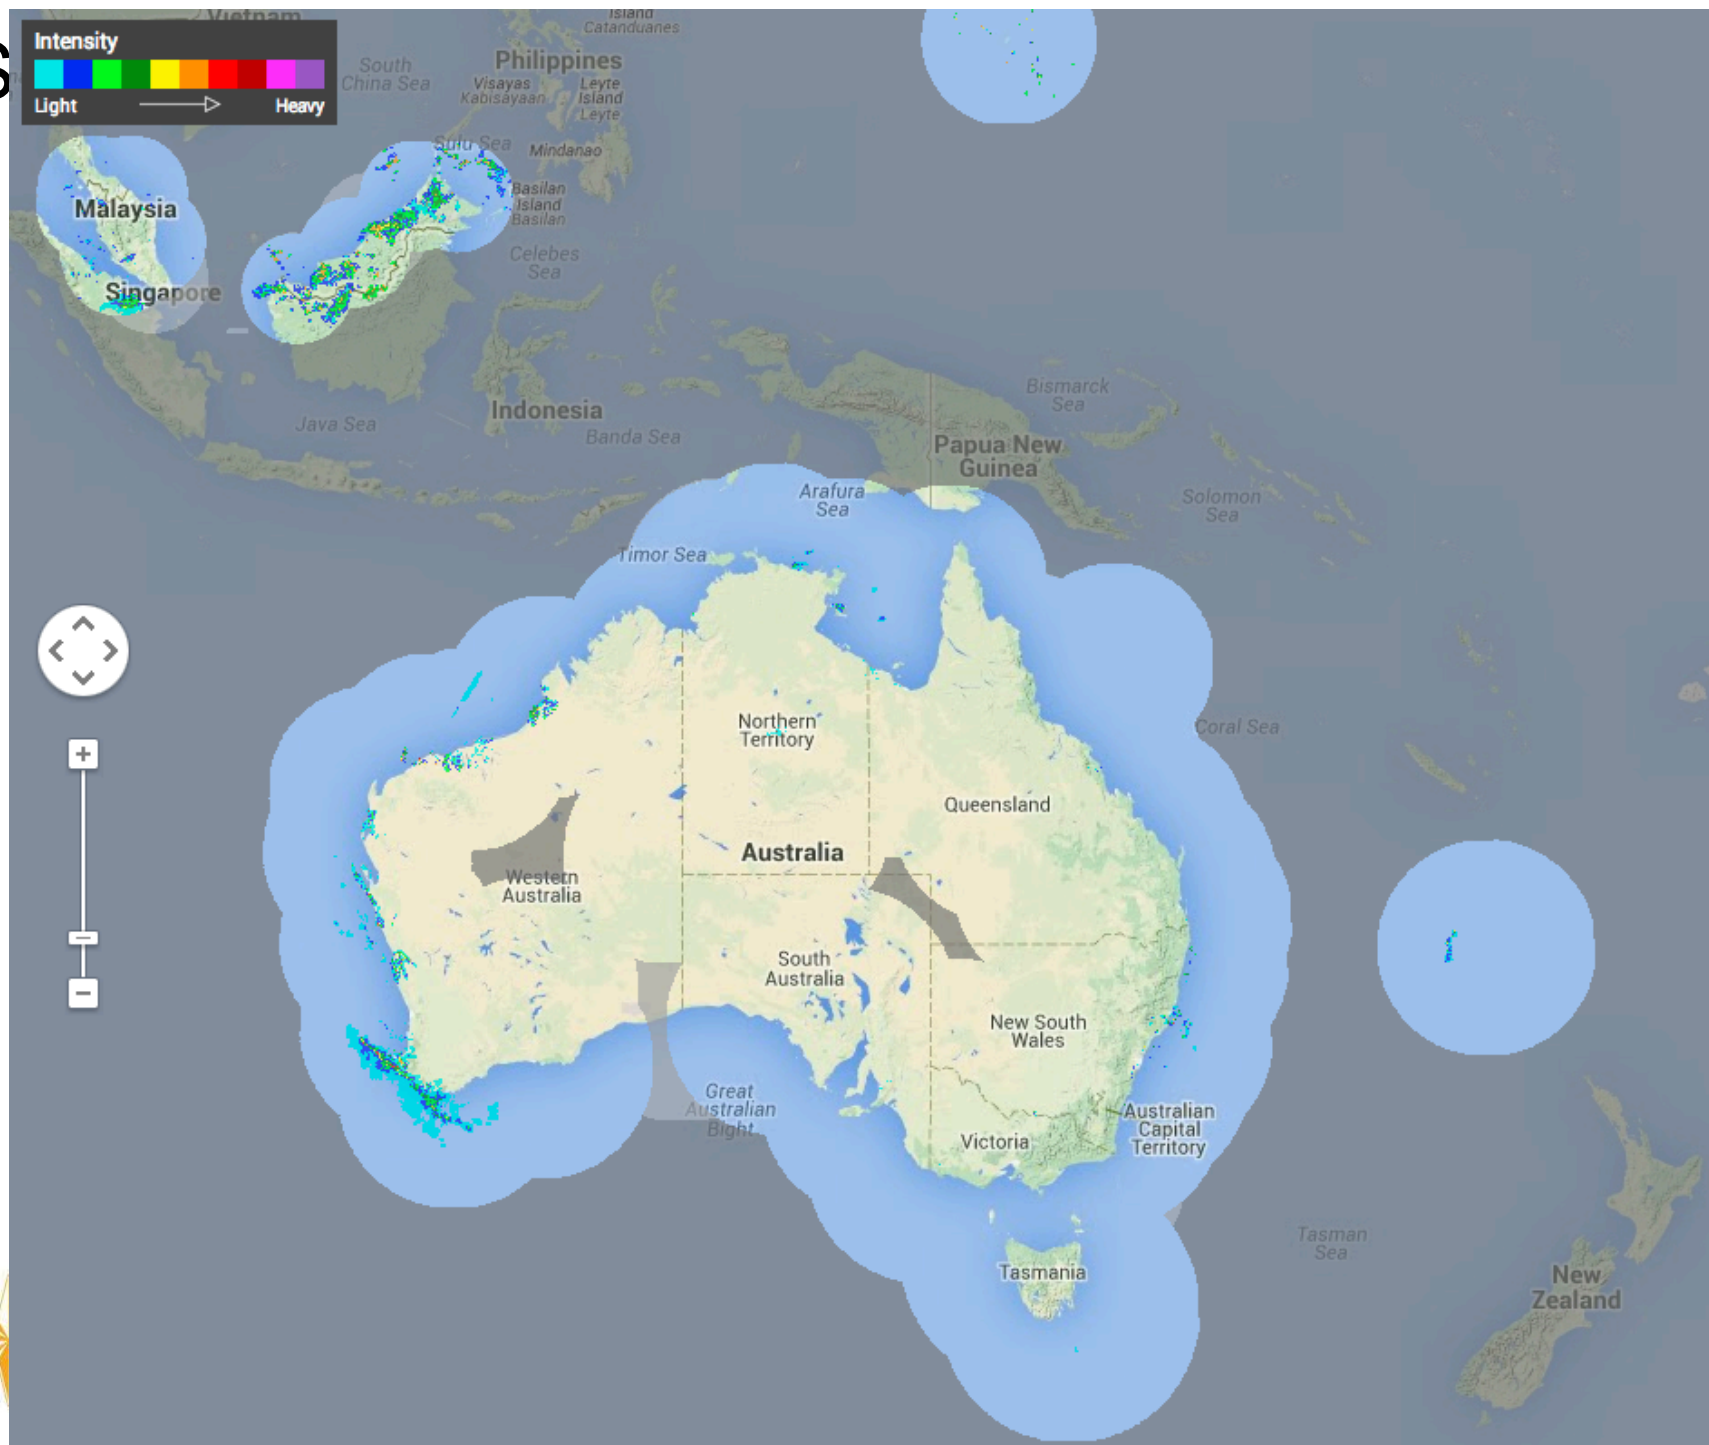 Vietnam
Island
Catanduanes
S
Intensity
Light
Heavy
South
China Sea
Philippines
Visayas
Kabisayaan
Leyte
Island
Leyte
Sulu Sea
Mindanao
Basilan
Island
Basilan
Malaysia
Celebes
Sea
Singapore
Bismarck
Sea
Indonesia
Java Sea
Banda Sea
Papua New
Guinea
Arafura
Sea
Solomon
Sea
Timor Sea
Northern
Territory
Coral Sea
Queensland
Australia
Western
Australia
South
Australia
New South
Wales
Great
Australian
Bight
Australian
Capital
Territory
Victoria
Tasman
Sea
Tasmania
New
Zealand